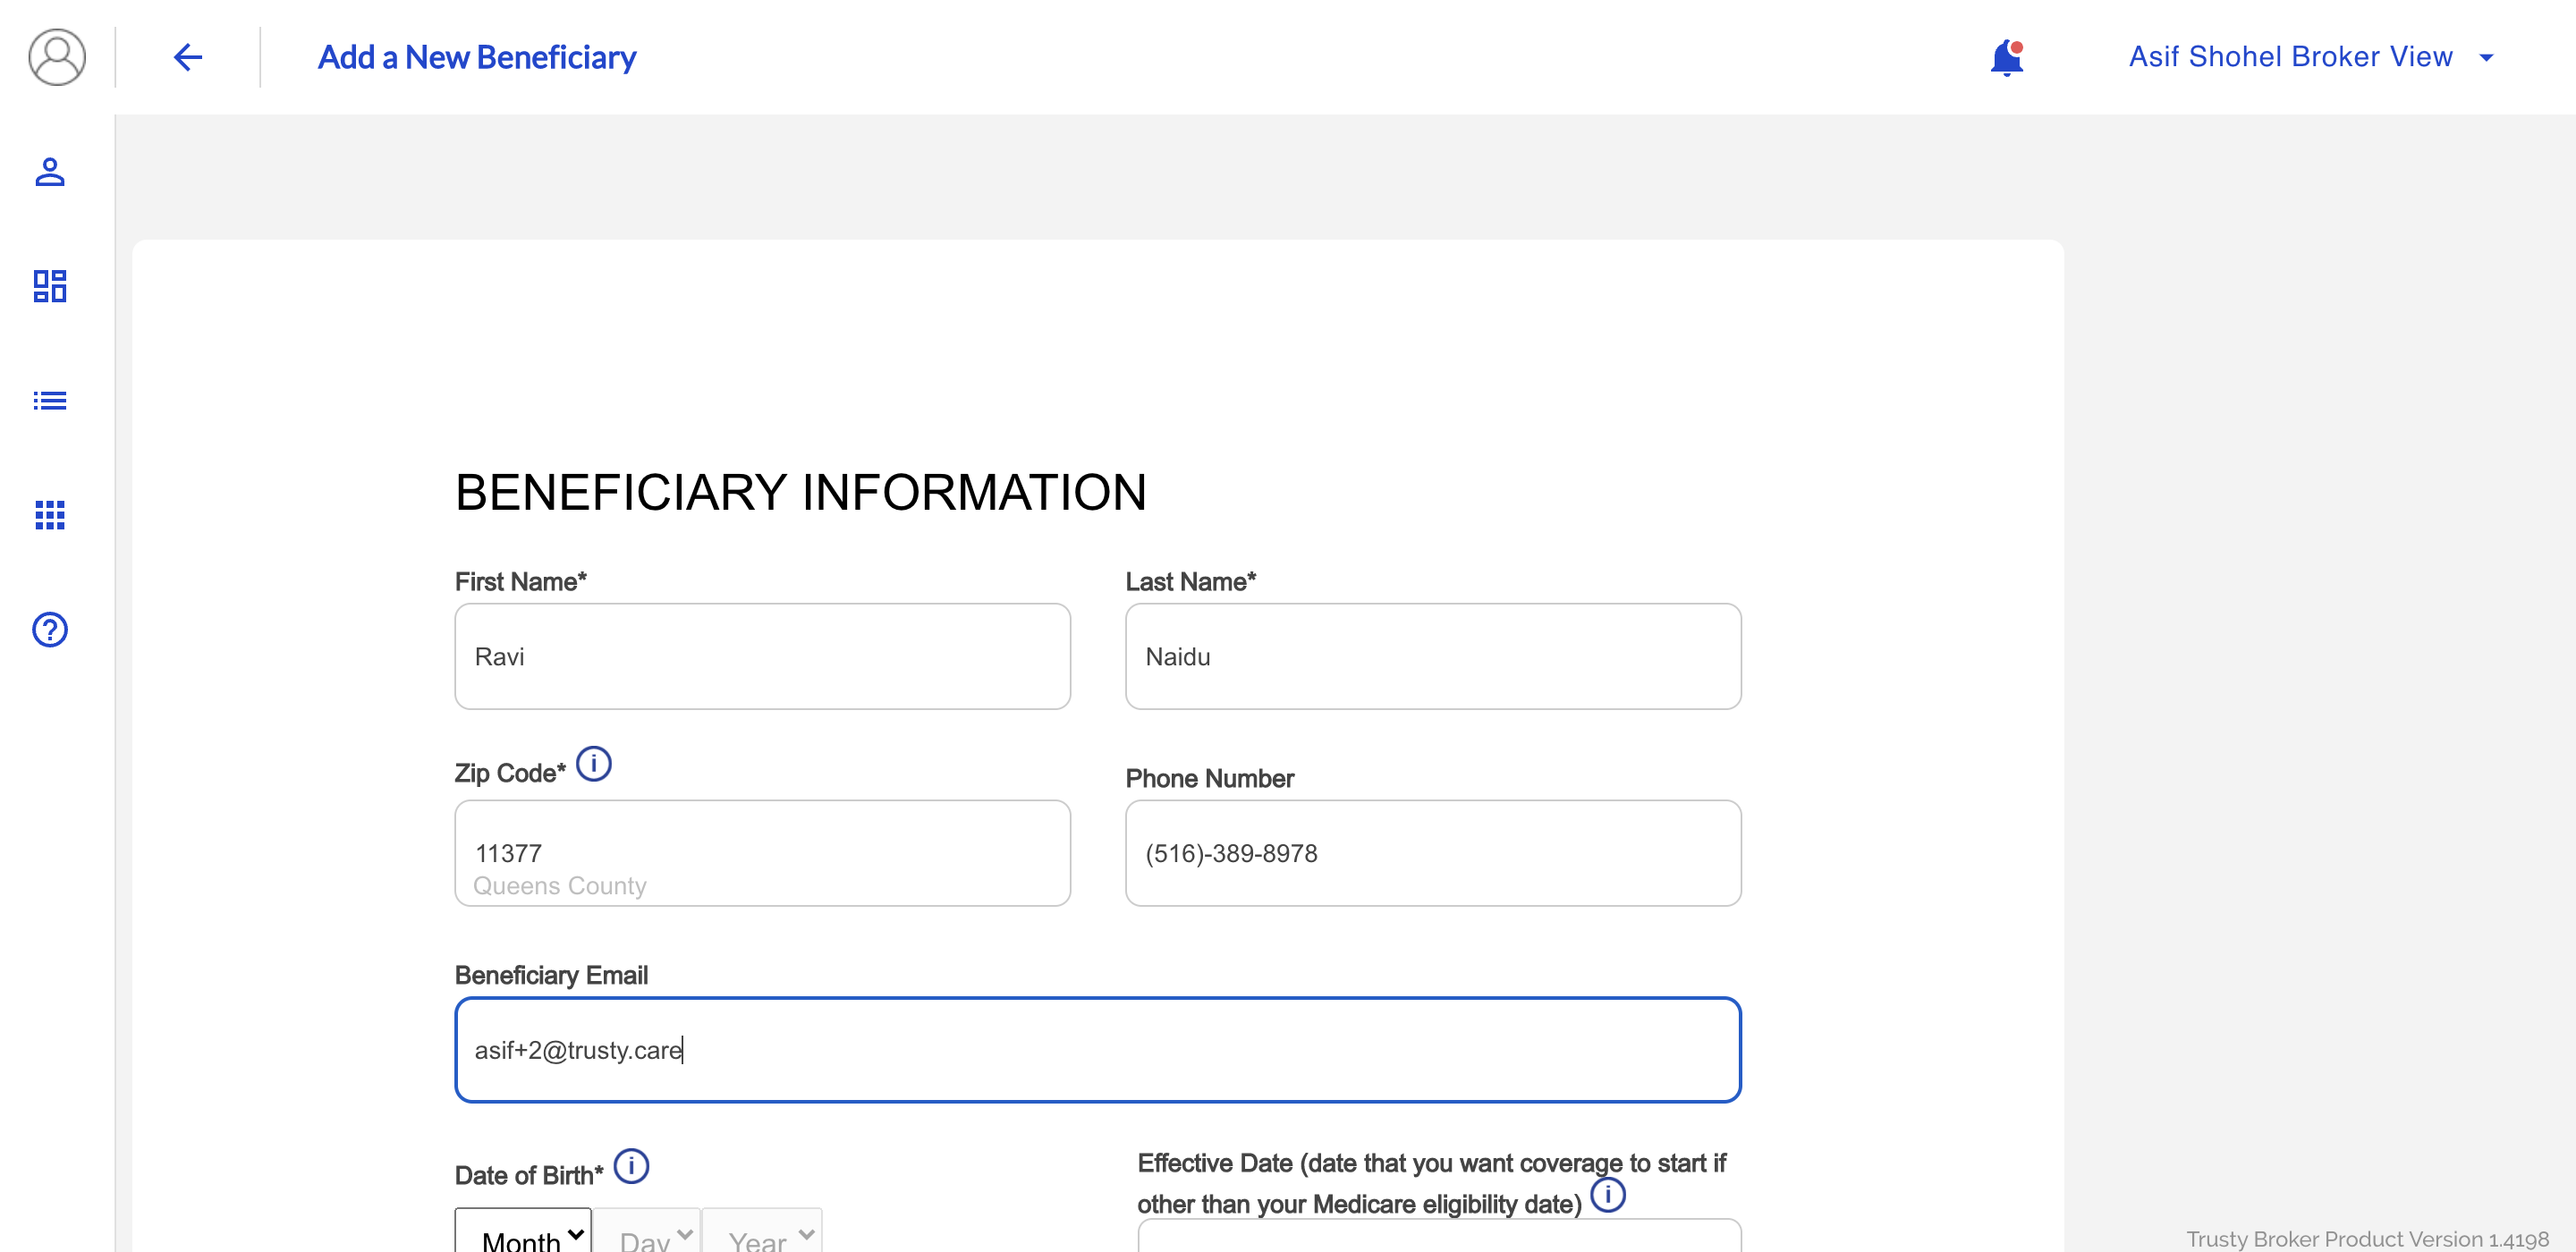 Add a New Beneficiary
Asif Shohel Broker View
BENEFICIARY INFORMATION
First Name*
Last Name*
Ravi
Naidu
Zip Code*
Phone Number
11377
Queens County
(516)-389-8978
Beneficiary Email
asif+2@trusty.care
Date of Birth*
Effective Date (date that you want coverage to start if
other than your Medicare eligibility date)
Month
Day
Year
Trusty Broker Product Version 1.4198